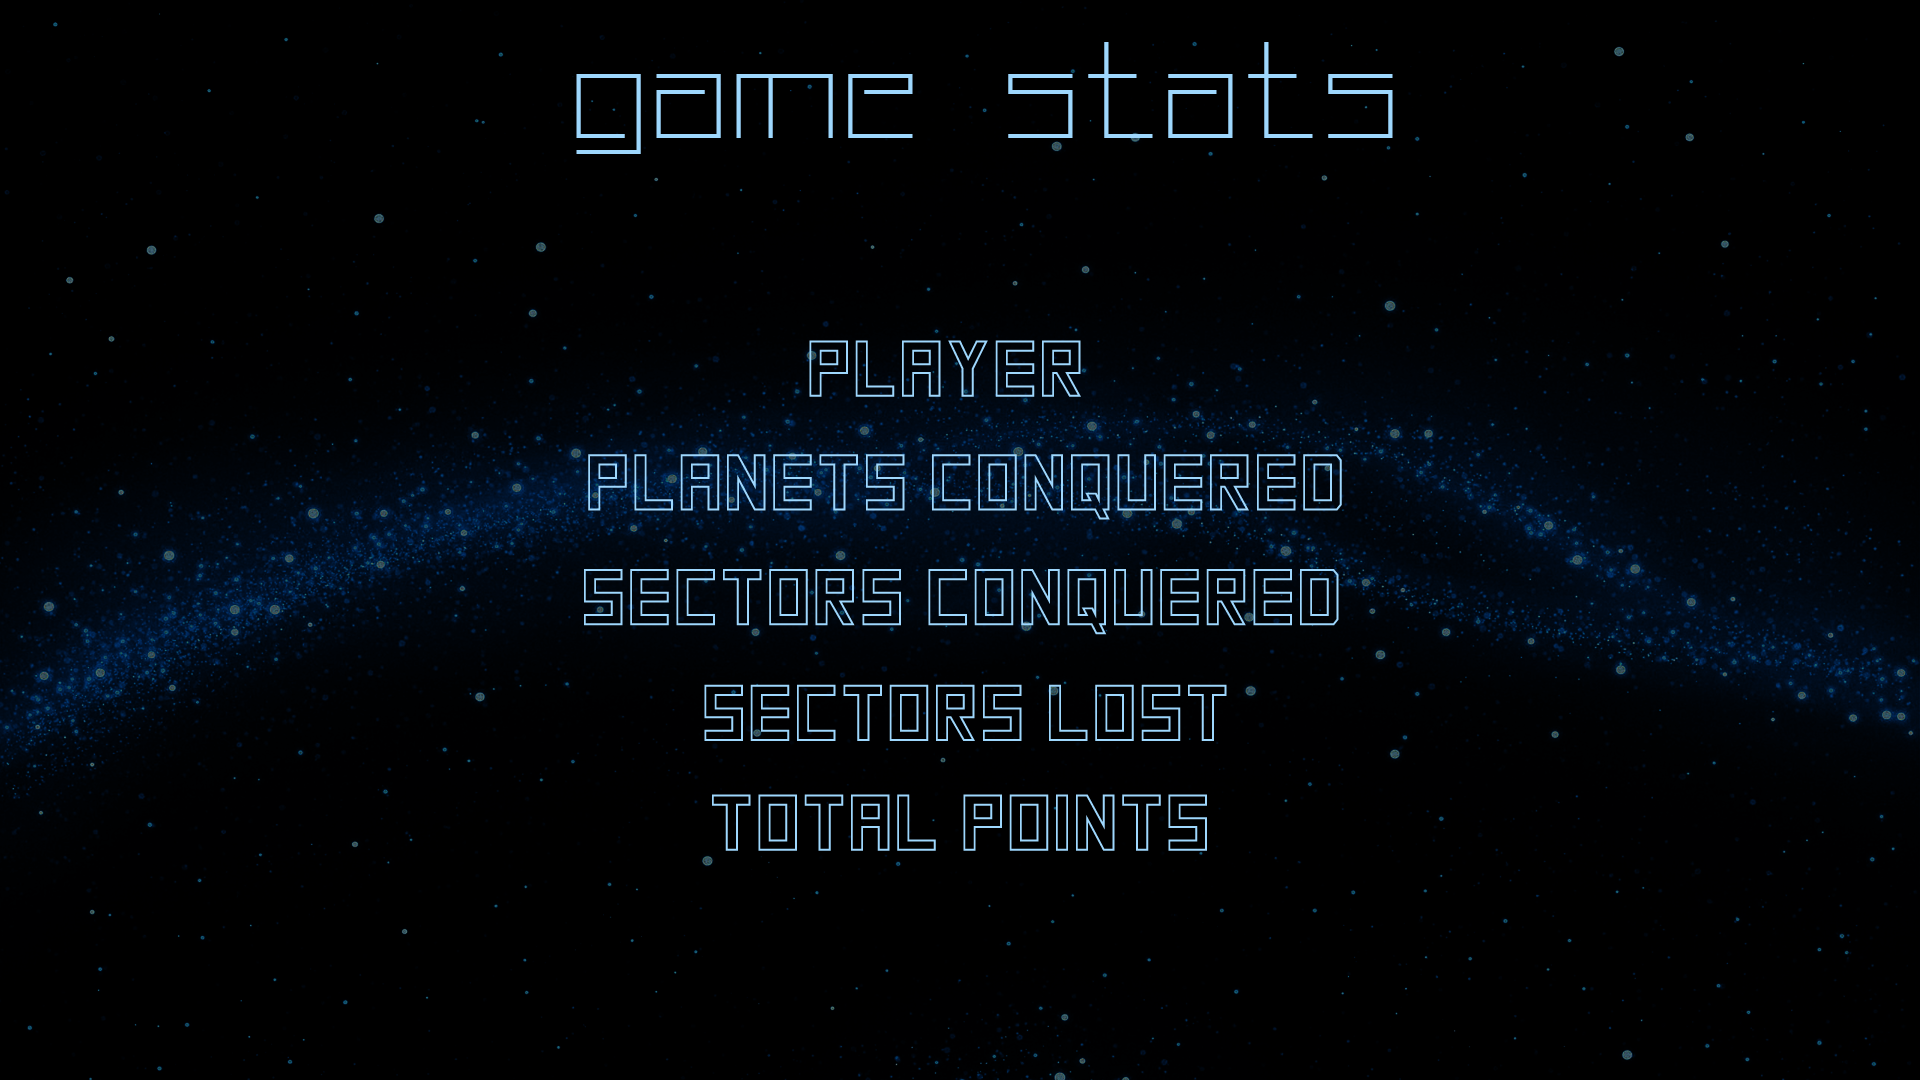 game stats
PLAYER
PLANETS CONQUERED
SECTORS CONQUERED
SECTORS LOST
TOTAL POINTS